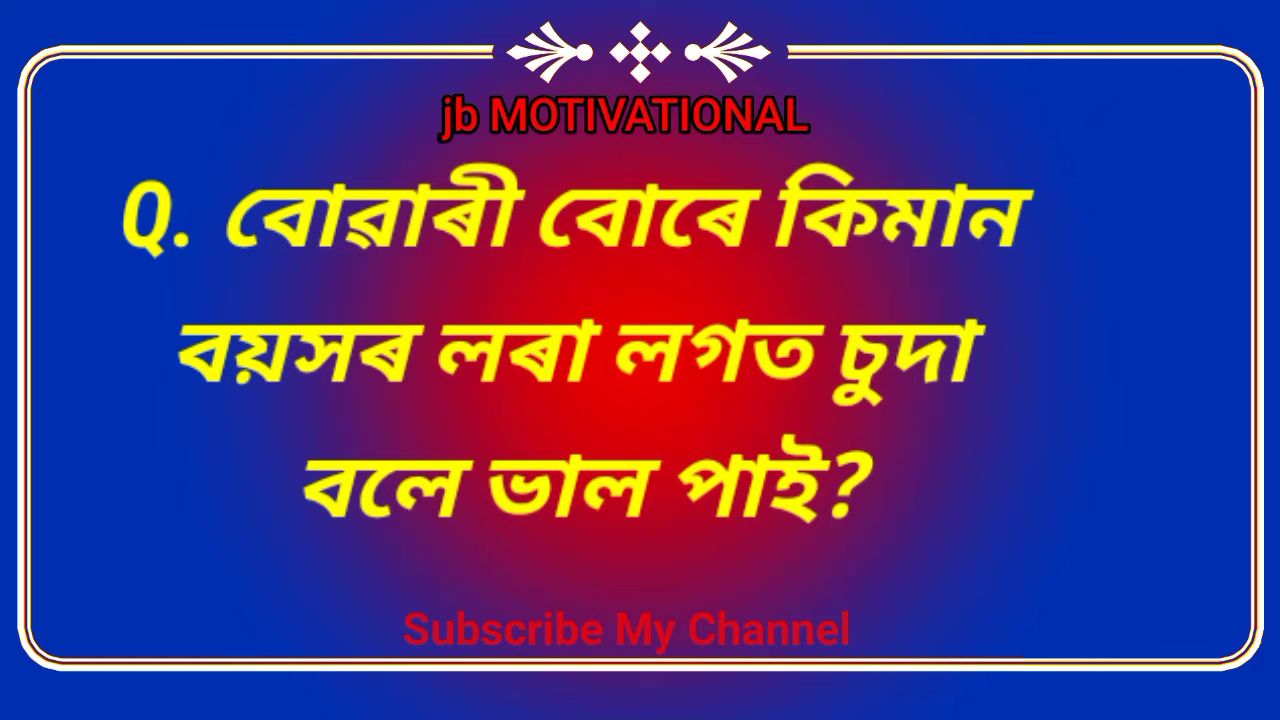 jb MOTIVATIONAL
Q. বোৱাৰী বোৰে কিমান
বয়সৰ লৰা লগত চুদা
বলে ভাল পাই?
Subscribe My Channel